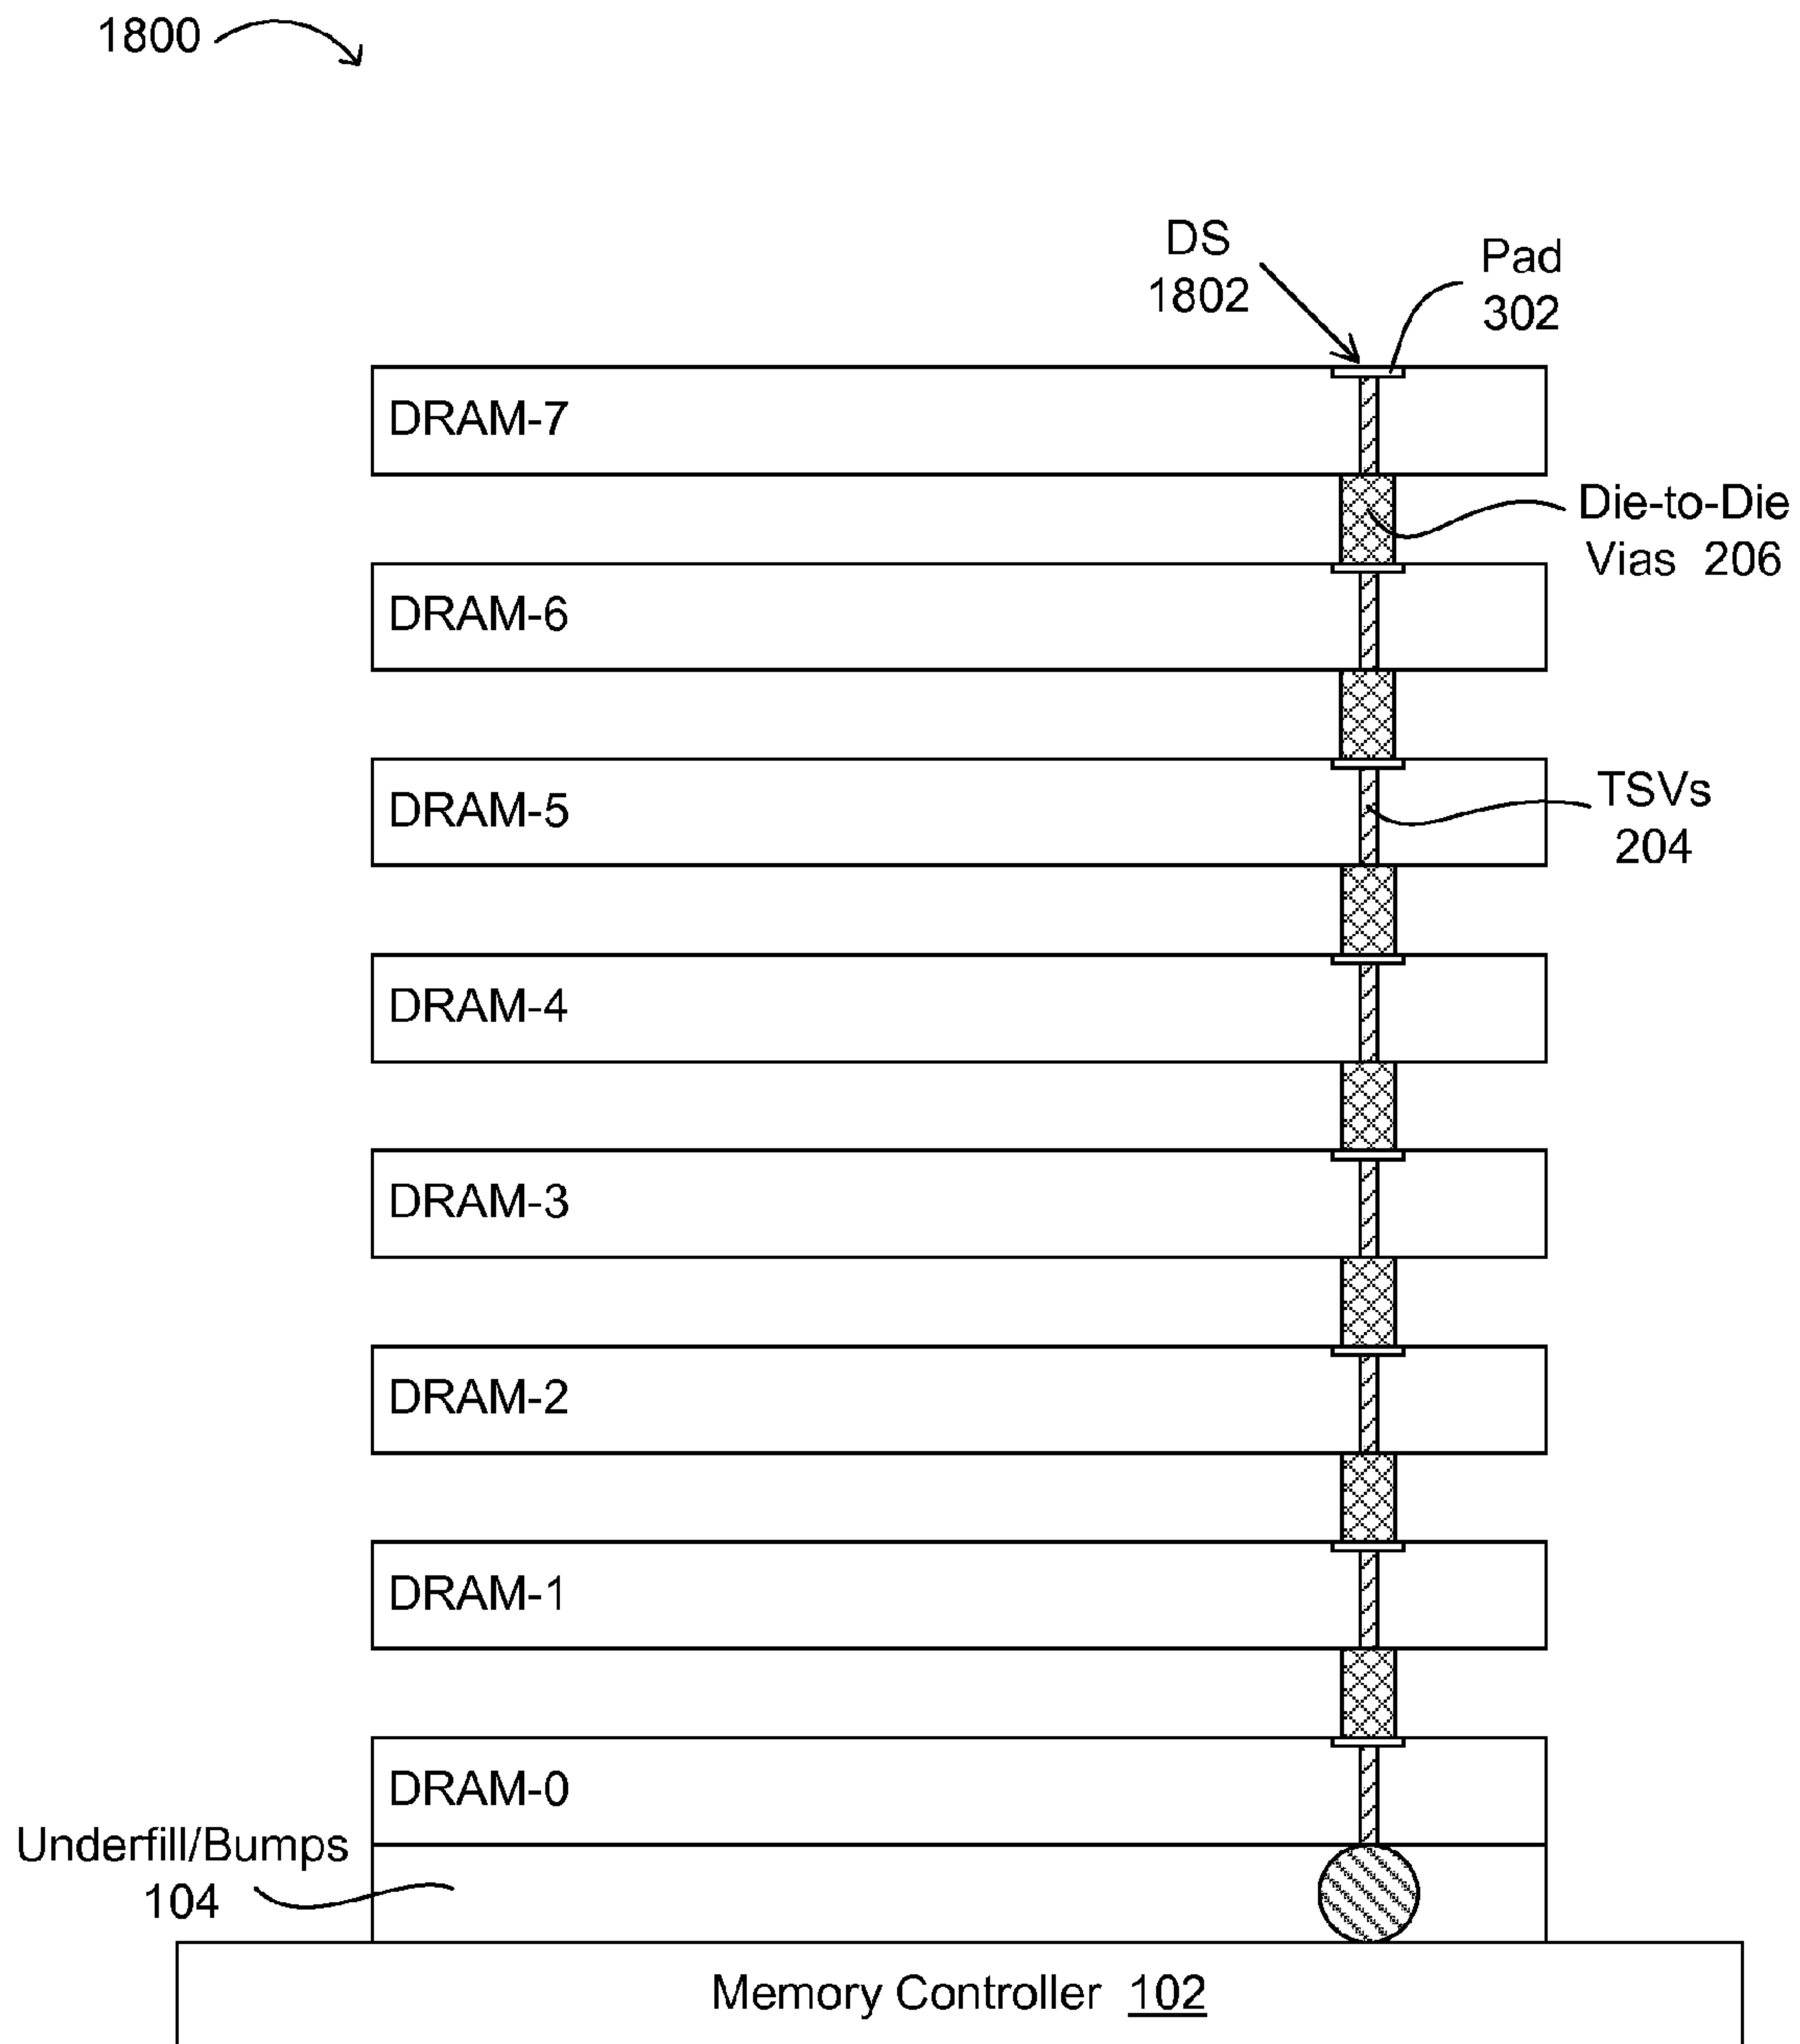 1800
DS
1802
Pad
302
DRAM-7
Die-to-Die
Vias 206
DRAM-6
DRAM-5
TSVs
204
DRAM-4
DRAM-3
DRAM-2
DRAM-1
DRAM-0
Underfill/Bumps
104
Memory Controller 102